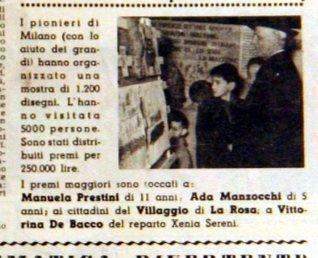 I pionieri di
Milano (con lo
aiuto dei gran-
di) hanno orga-
nizzato una
mostra di 1.200
disegni. L'han-
no visitata
5000 persone.
Sono stati distri-
buiti premi per
250.000 lire.
I premi maggiori sono toccati a:
Manuela Prestini di 11 anni; Ada Manzocchi di 5
anni; ai cittadini del Villaggio di La Rosa; a Vitto-
rina De Bacco del reparto Xenia Sereni.